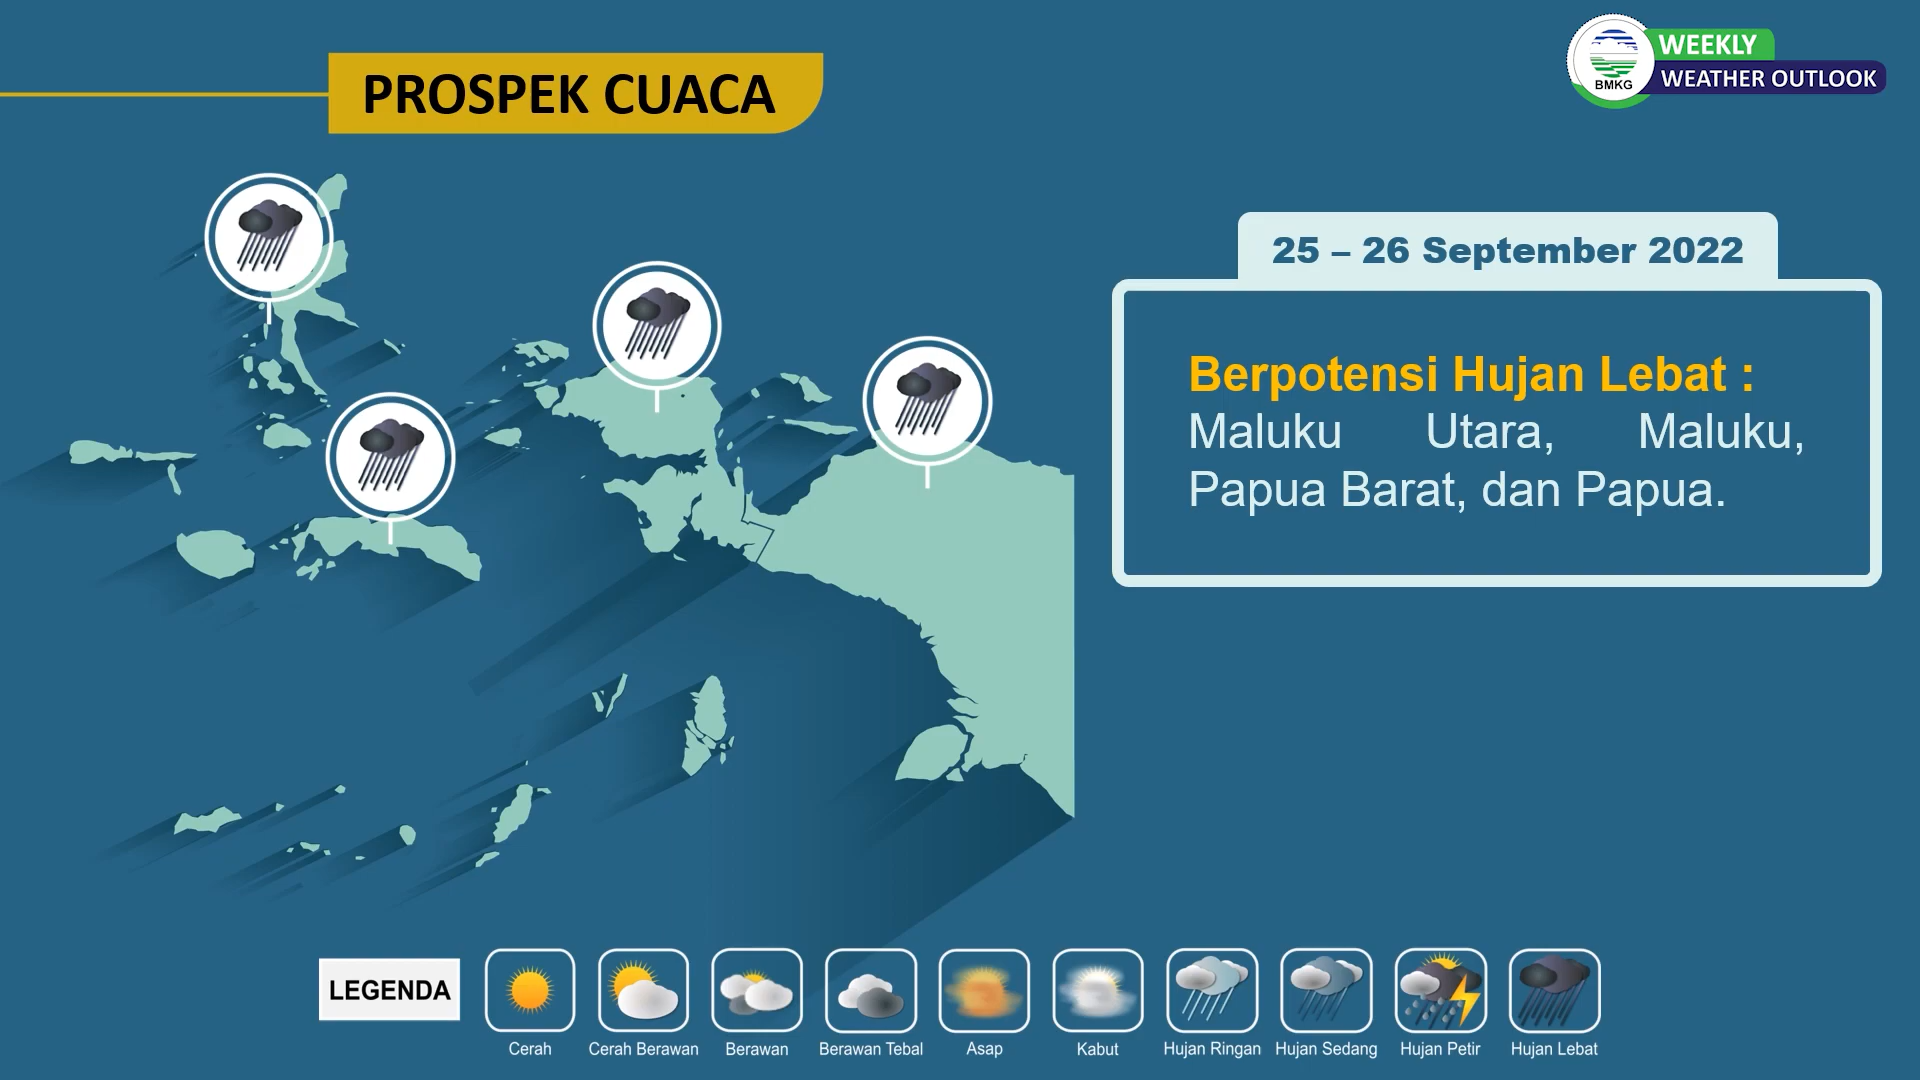 PROSPEK CUACA
BMKG
WEEKLY
WEATHER OUTLOOK
25 – 26 September 2022
Berpotensi Hujan Lebat :
Maluku Utara, Maluku,
Papua Barat, dan Papua.
LEGENDA
Cerah
Cerah Berawan
Berawan
Berawan Tebal
Asap
Kabut
Hujan Ringan
Hujan Sedang
Hujan Petir
Hujan Lebat